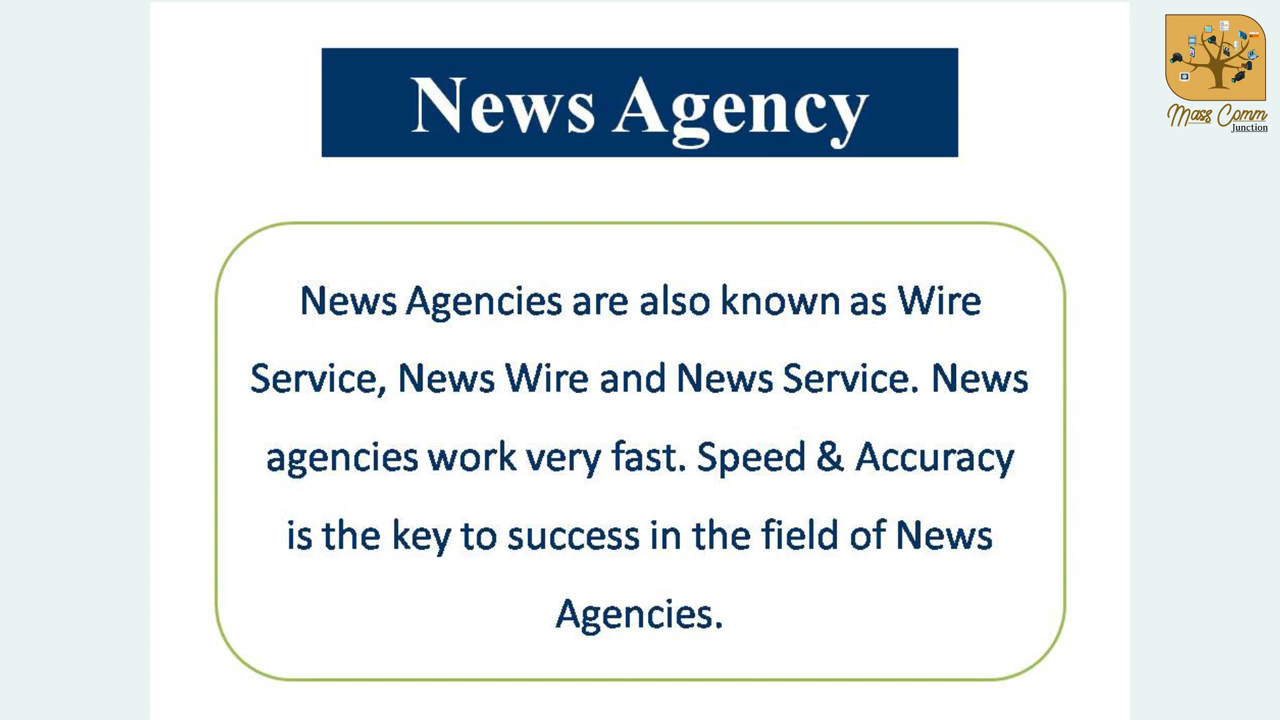 News Agency
Mass Comm
Junction
News Agencies are also known as Wire
Service, News Wire and News Service. News
agencies work very fast. Speed & Accuracy
is the key to success in the field of News
Agencies.